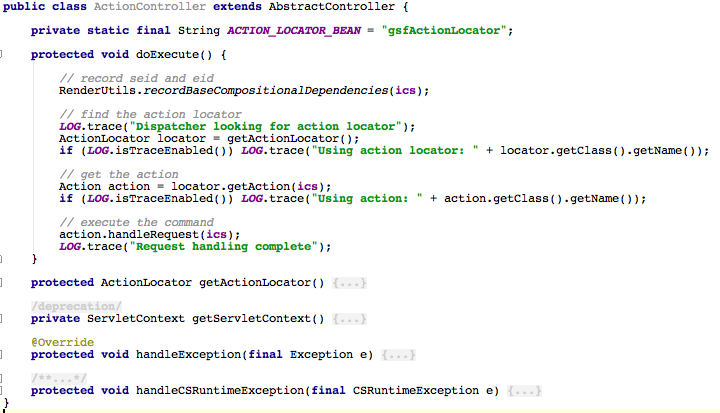 public class ActionController extends AbstractController {
private static final String ACTION_LOCATOR_BEAN = "gsfActionLocator";
protected void doExecute() {
// record seid and eid
RenderUtils.recordBaseCompositionalDependencies(ics);
// find the action locator
LOG.trace("Dispatcher looking for action locator");
ActionLocator locator = getActionLocator();
if (LOG.isTraceEnabled()) LOG.trace("Using action locator: " + locator.getClass().getName());
// get the action
Action action = locator.getAction(ics);
if (LOG.isTraceEnabled()) LOG.trace("Using action: " + action.getClass().getName());
// execute the command
action.handleRequest(ics);
LOG.trace("Request handling complete");
}
protected ActionLocator getActionLocator() {...}
/deprecation/
private ServletContext getServletContext() {...}
@Override
protected void handleException(final Exception e) {...}
/**...*/
protected void handleCSRuntimeException(final CSRuntimeException e) {...}
}